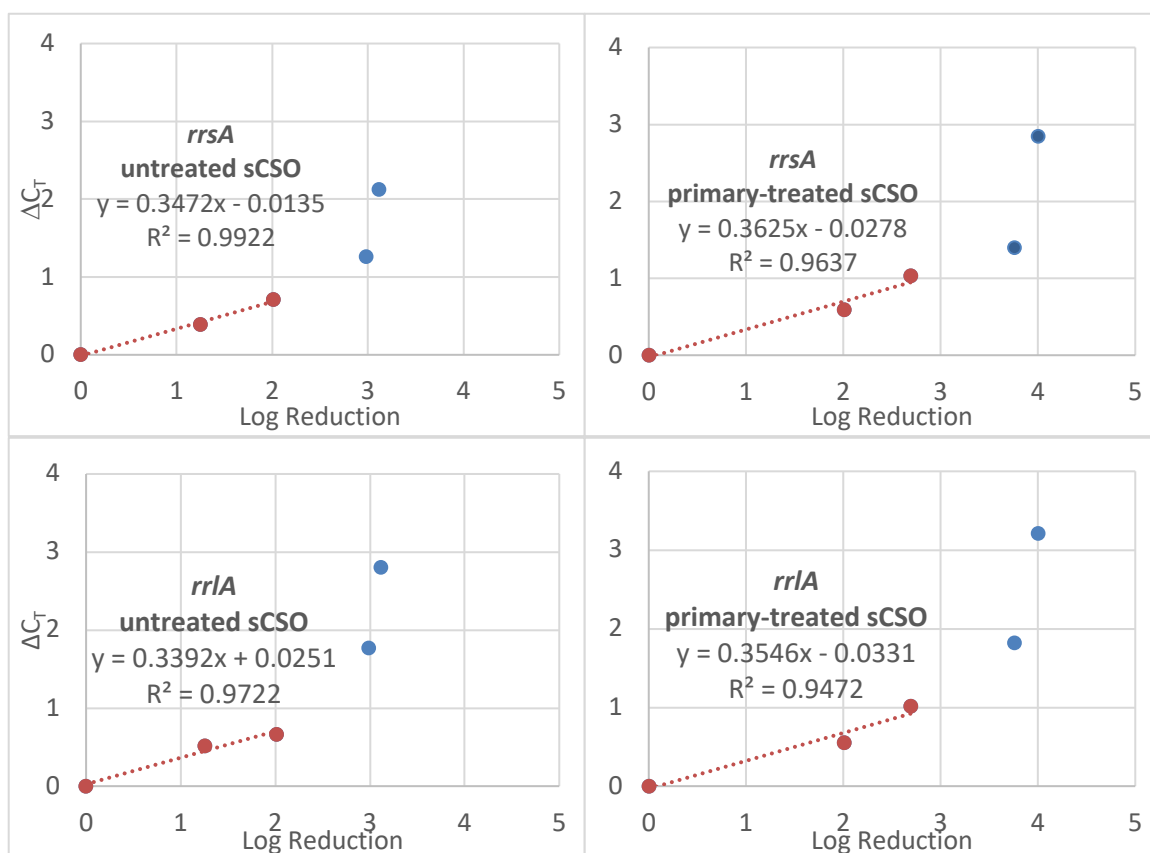 4
3
2
1
0
ΔC_T
rrsA
untreated sCSO
y = 0.3472x - 0.0135
R² = 0.9922
0 1 2 3 4 5
Log Reduction
4
3
2
1
0
rrsA
primary-treated sCSO
y = 0.3625x - 0.0278
R² = 0.9637
0 1 2 3 4 5
Log Reduction
4
3
2
1
0
ΔC_T
rrlA
untreated sCSO
y = 0.3392x + 0.0251
R² = 0.9722
0 1 2 3 4 5
Log Reduction
4
3
2
1
0
rrlA
primary-treated sCSO
y = 0.3546x - 0.0331
R² = 0.9472
0 1 2 3 4 5
Log Reduction